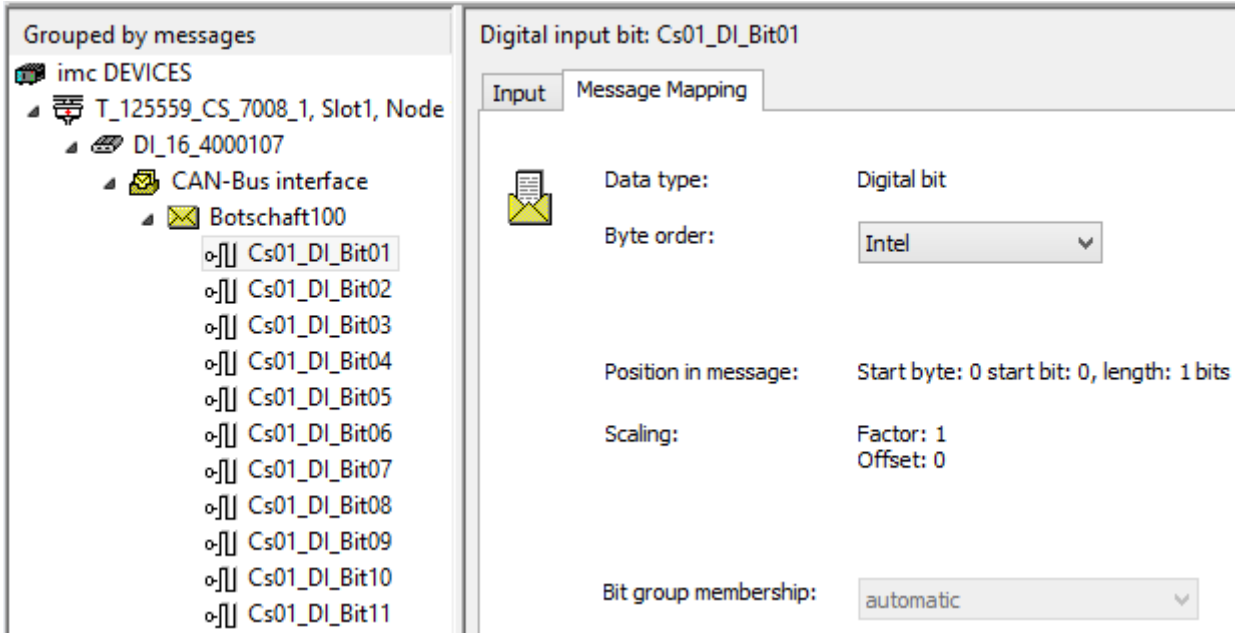 Grouped by messages
imc DEVICES
T_125559_CS_7008_1, Slot1, Node
DI_16_4000107
CAN-Bus interface
Botschaft100
Cs01_DI_Bit01
Cs01_DI_Bit02
Cs01_DI_Bit03
Cs01_DI_Bit04
Cs01_DI_Bit05
Cs01_DI_Bit06
Cs01_DI_Bit07
Cs01_DI_Bit08
Cs01_DI_Bit09
Cs01_DI_Bit10
Cs01_DI_Bit11
Digital input bit: Cs01_DI_Bit01
Input Message Mapping
Data type: Digital bit
Byte order: Intel
Position in message: Start byte: 0 start bit: 0, length: 1 bits
Scaling: Factor: 1
Offset: 0
Bit group membership: automatic